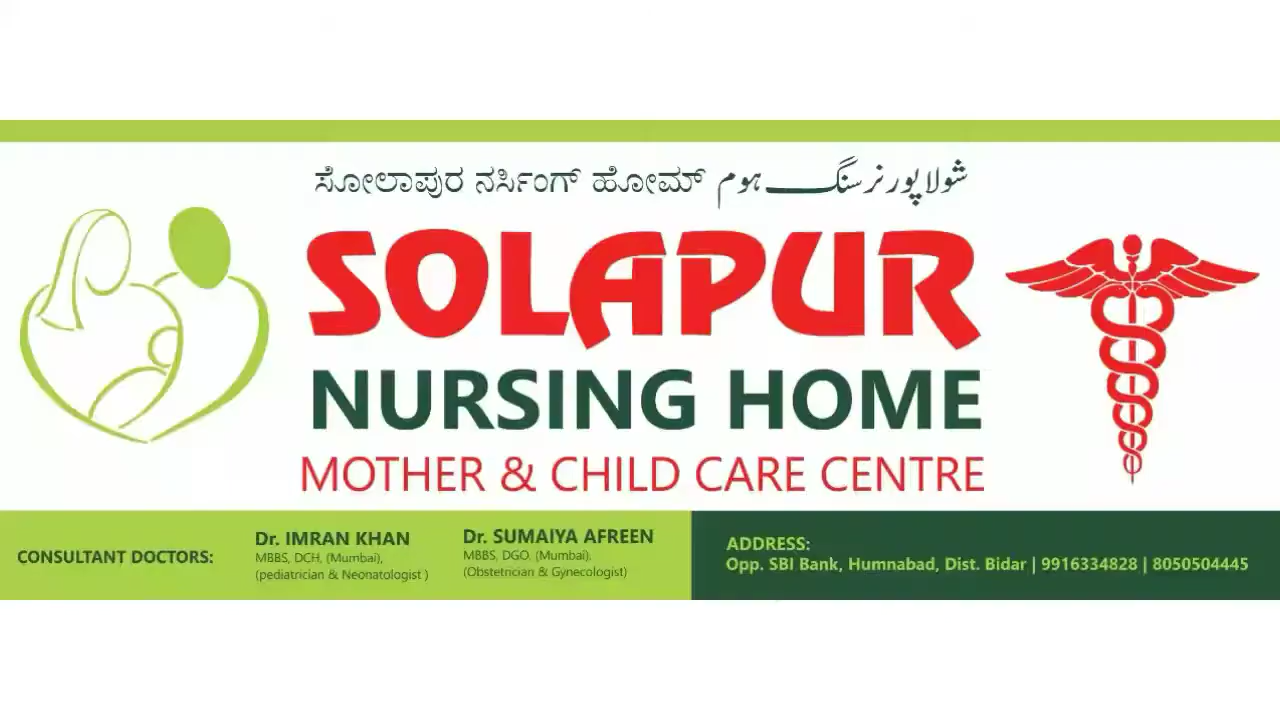 ಸೋಲಾಪುರ ನರ್ಸಿಂಗ್ ಹೋಮ್ شولاپور نرسنگ ہوم
SOLAPUR
NURSING HOME
MOTHER & CHILD CARE CENTRE
CONSULTANT DOCTORS:
Dr. IMRAN KHAN
MBBS, DCH, (Mumbai),
(pediatrician & Neonatologist )
Dr. SUMAIYA AFREEN
MBBS, DGO, (Mumbai).
(Obstetrician & Gynecologist)
ADDRESS:
Opp. SBI Bank, Humnabad, Dist. Bidar | 9916334828 | 8050504445